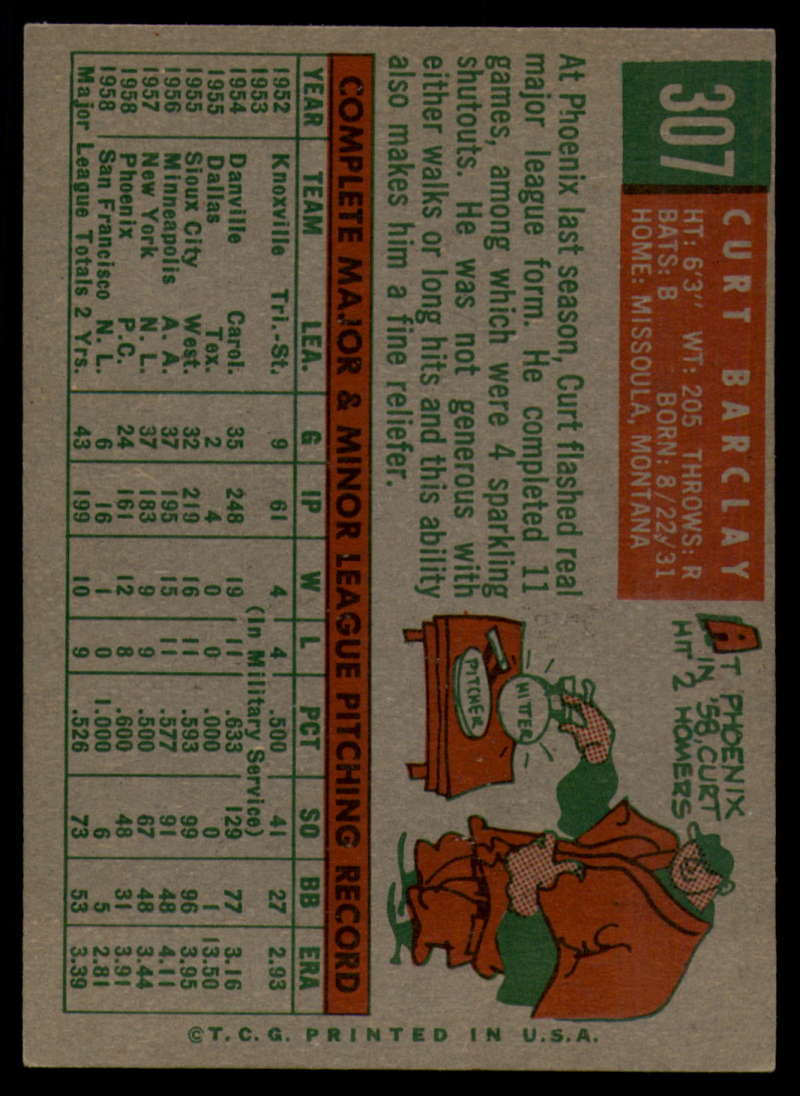 307
CURT BARCLAY
HT: 6'3" WT: 205 THROWS: R
BATS: B BORN: 8/22/31
HOME: MISSOULA, MONTANA
At Phoenix last season, Curt flashed real
major league form. He completed 11
games, among which were 4 sparkling
shutouts. He was not generous with
either walks or long hits and this ability
also makes him a fine reliefer.
AT PHOENIX
IN '58, CURT
HIT 2 HOMERS
HITTER
PITCHER
COMPLETE MAJOR & MINOR LEAGUE PITCHING RECORD
YEAR TEAM LEA. G IP W L PCT SO BB ERA
1952 Knoxville Tri.-St. 9 61 4 4 .500 41 27 2.93
1953 (In Military Service)
1954 Danville Carol. 35 248 19 11 .633 129 77 3.16
1955 Dallas Tex. 2 4 0 0 .000 0 1 13.50
1955 Sioux City West. 32 219 16 11 .593 99 96 3.95
1956 Minneapolis A. A. 37 195 15 11 .577 91 48 4.11
1957 New York N. L. 37 183 9 9 .500 67 48 3.44
1958 Phoenix P.C. 24 161 12 8 .600 48 31 3.91
1958 San Francisco N. L. 6 16 1 0 1.000 6 5 2.81
Major League Totals 2 Yrs. 43 199 10 9 .526 73 53 3.39
©T.C.G. PRINTED IN U.S.A.